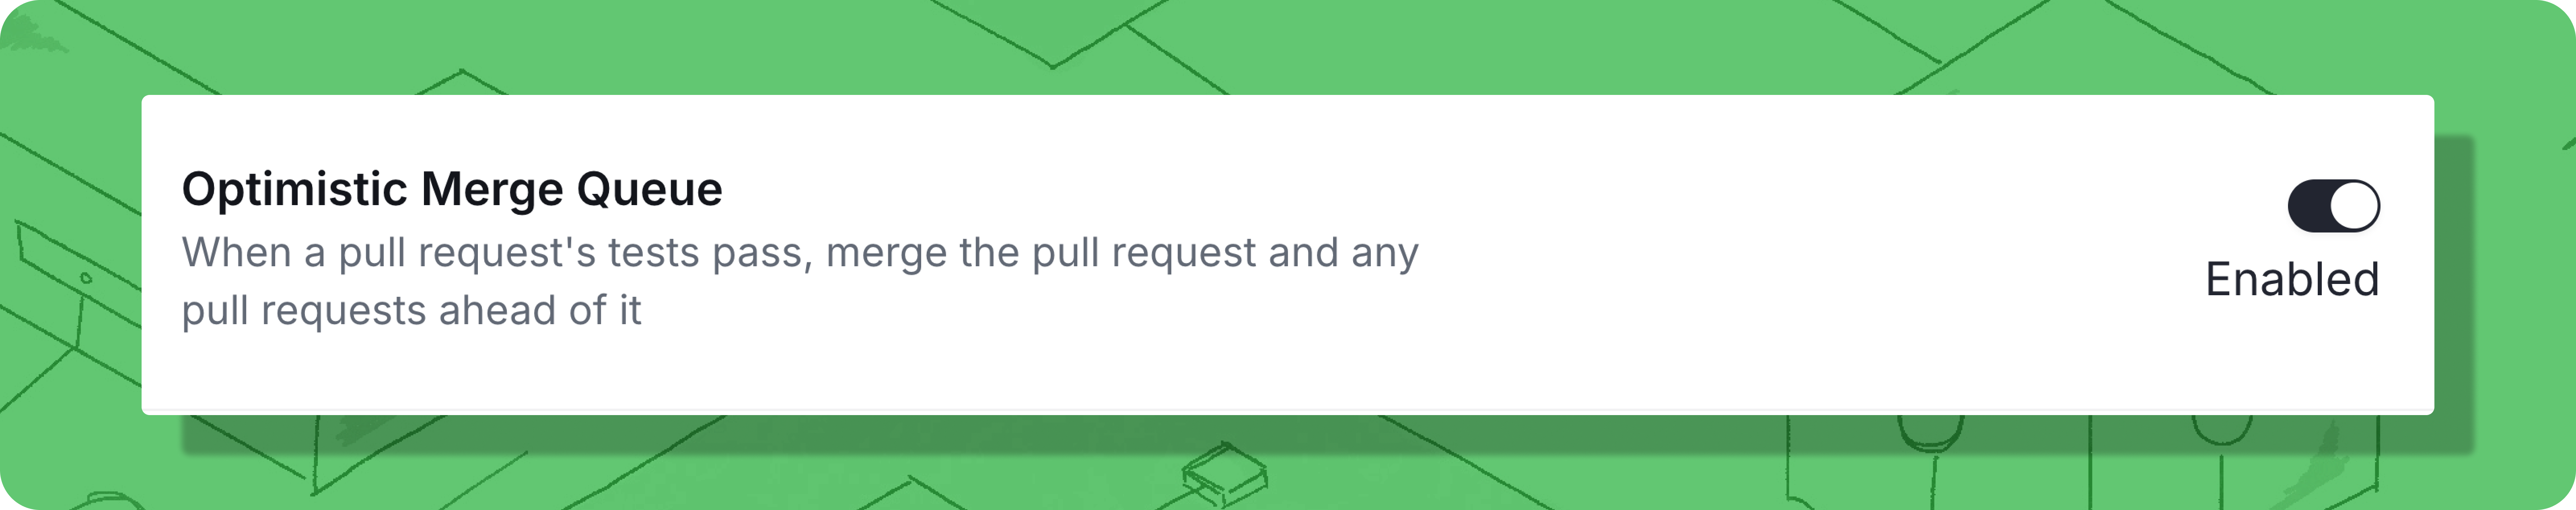 Optimistic Merge Queue
When a pull request's tests pass, merge the pull request and any
pull requests ahead of it
Enabled